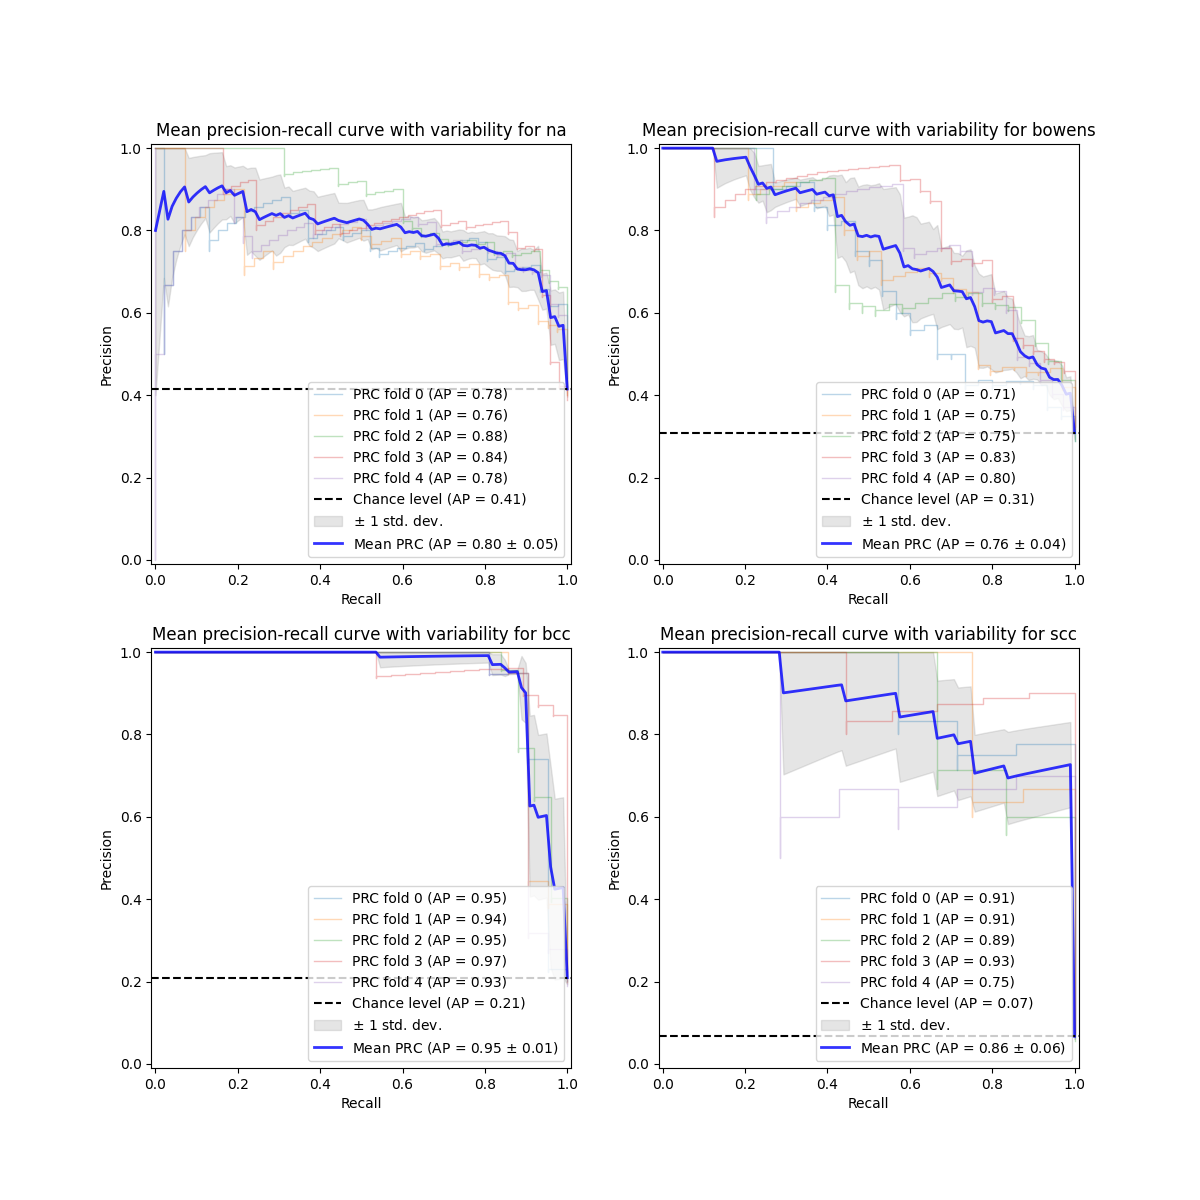 Mean precision-recall curve with variability for na
1.0
0.8
0.6
0.4
0.2
0.0
Precision
PRC fold 0 (AP = 0.78)
PRC fold 1 (AP = 0.76)
PRC fold 2 (AP = 0.88)
PRC fold 3 (AP = 0.84)
PRC fold 4 (AP = 0.78)
Chance level (AP = 0.41)
± 1 std. dev.
Mean PRC (AP = 0.80 ± 0.05)
0.0 0.2 0.4 0.6 0.8 1.0
Recall
Mean precision-recall curve with variability for bowens
1.0
0.8
0.6
0.4
0.2
0.0
Precision
PRC fold 0 (AP = 0.71)
PRC fold 1 (AP = 0.75)
PRC fold 2 (AP = 0.75)
PRC fold 3 (AP = 0.83)
PRC fold 4 (AP = 0.80)
Chance level (AP = 0.31)
± 1 std. dev.
Mean PRC (AP = 0.76 ± 0.04)
0.0 0.2 0.4 0.6 0.8 1.0
Recall
Mean precision-recall curve with variability for bcc
1.0
0.8
0.6
0.4
0.2
0.0
Precision
PRC fold 0 (AP = 0.95)
PRC fold 1 (AP = 0.94)
PRC fold 2 (AP = 0.95)
PRC fold 3 (AP = 0.97)
PRC fold 4 (AP = 0.93)
Chance level (AP = 0.21)
± 1 std. dev.
Mean PRC (AP = 0.95 ± 0.01)
0.0 0.2 0.4 0.6 0.8 1.0
Recall
Mean precision-recall curve with variability for scc
1.0
0.8
0.6
0.4
0.2
0.0
Precision
PRC fold 0 (AP = 0.91)
PRC fold 1 (AP = 0.91)
PRC fold 2 (AP = 0.89)
PRC fold 3 (AP = 0.93)
PRC fold 4 (AP = 0.75)
Chance level (AP = 0.07)
± 1 std. dev.
Mean PRC (AP = 0.86 ± 0.06)
0.0 0.2 0.4 0.6 0.8 1.0
Recall